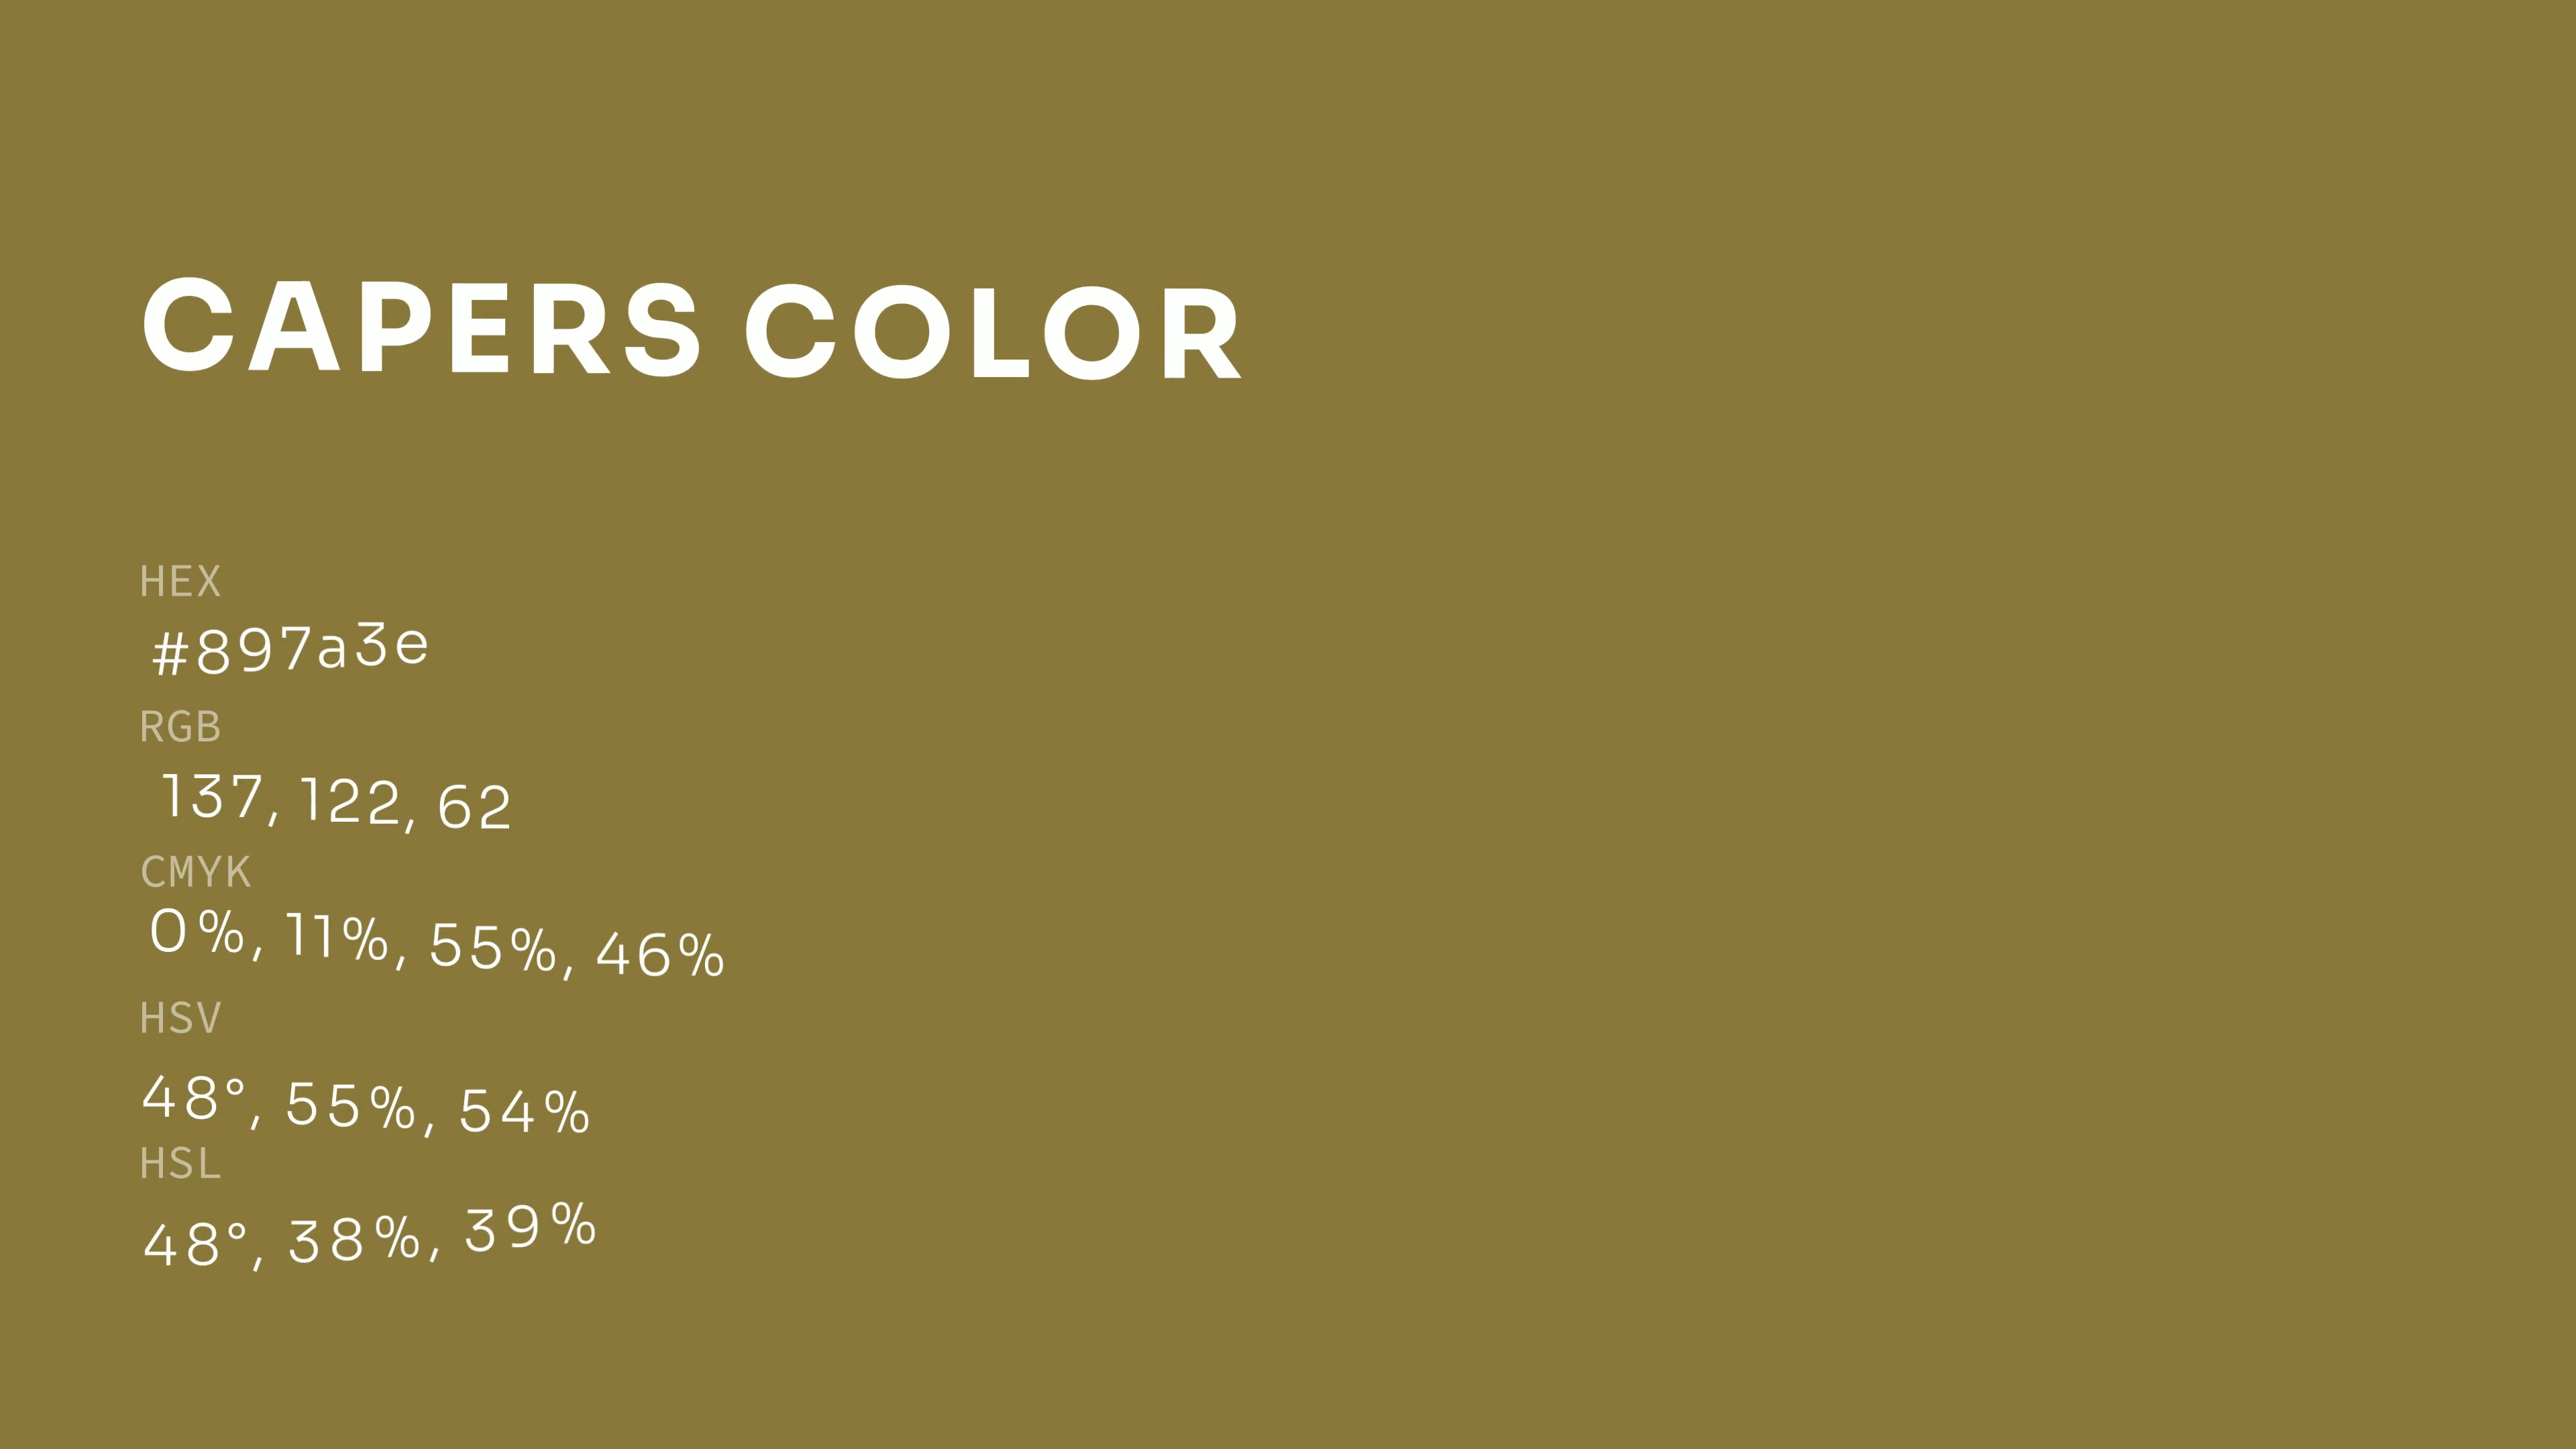 CAPERS COLOR
HEX
#897a3e
RGB
137, 122, 62
CMYK
0%, 11%, 55%, 46%
HSV
48°, 55%, 54%
HSL
48°, 38%, 39%